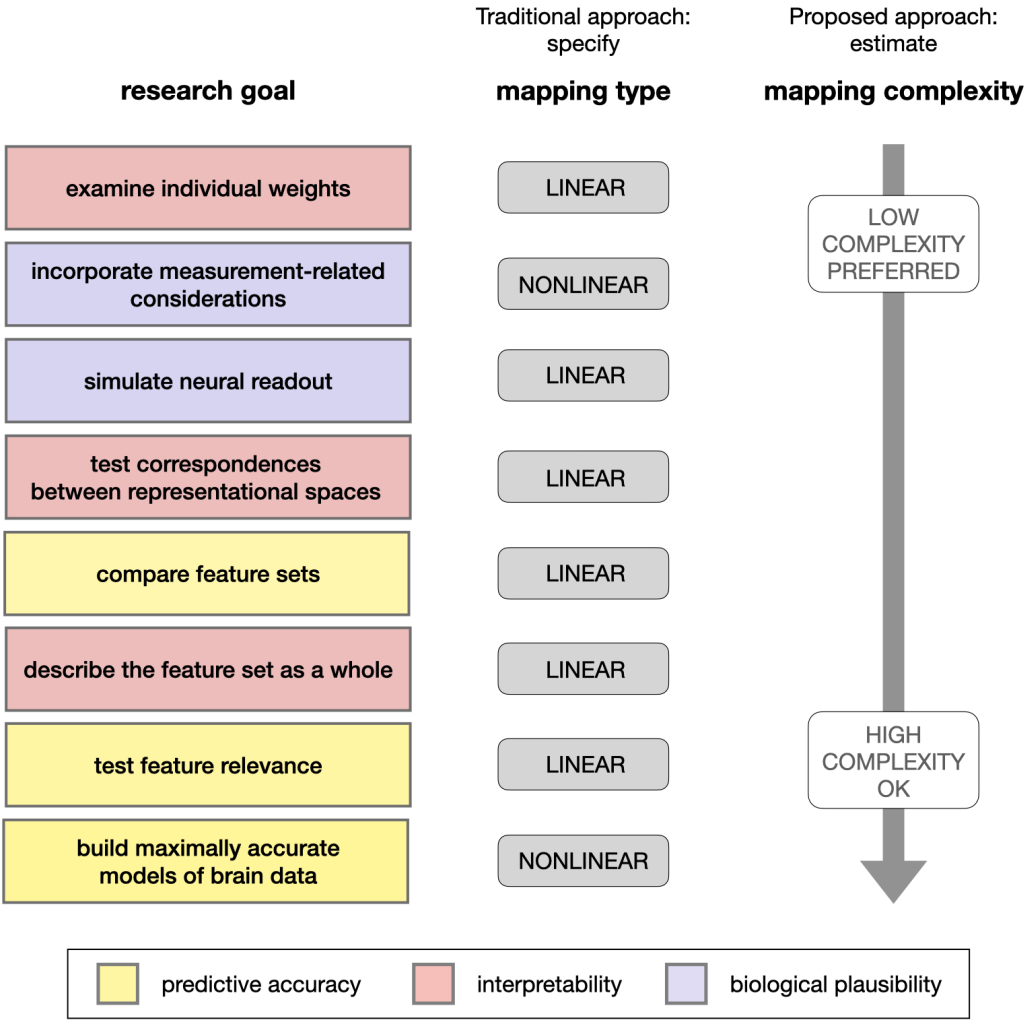 Traditional approach:
specify
Proposed approach:
estimate
research goal
mapping type
mapping complexity
examine individual weights
LINEAR
LOW
COMPLEXITY
PREFERRED
incorporate measurement-related
considerations
NONLINEAR
simulate neural readout
LINEAR
test correspondences
between representational spaces
LINEAR
compare feature sets
LINEAR
describe the feature set as a whole
LINEAR
test feature relevance
LINEAR
HIGH
COMPLEXITY
OK
build maximally accurate
models of brain data
NONLINEAR
predictive accuracy
interpretability
biological plausibility